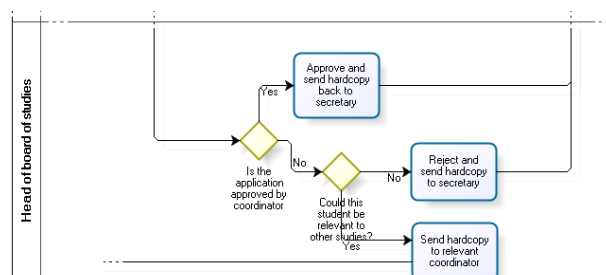 Head of board of studies
Approve and
send hardcopy
back to
secretary
Yes
Is the
application
approved by
coordinator
No
Could this
student be
relevant to
other studies?
No
Reject and
send hardcopy
to secretary
Yes
Send hardcopy
to relevant
coordinator